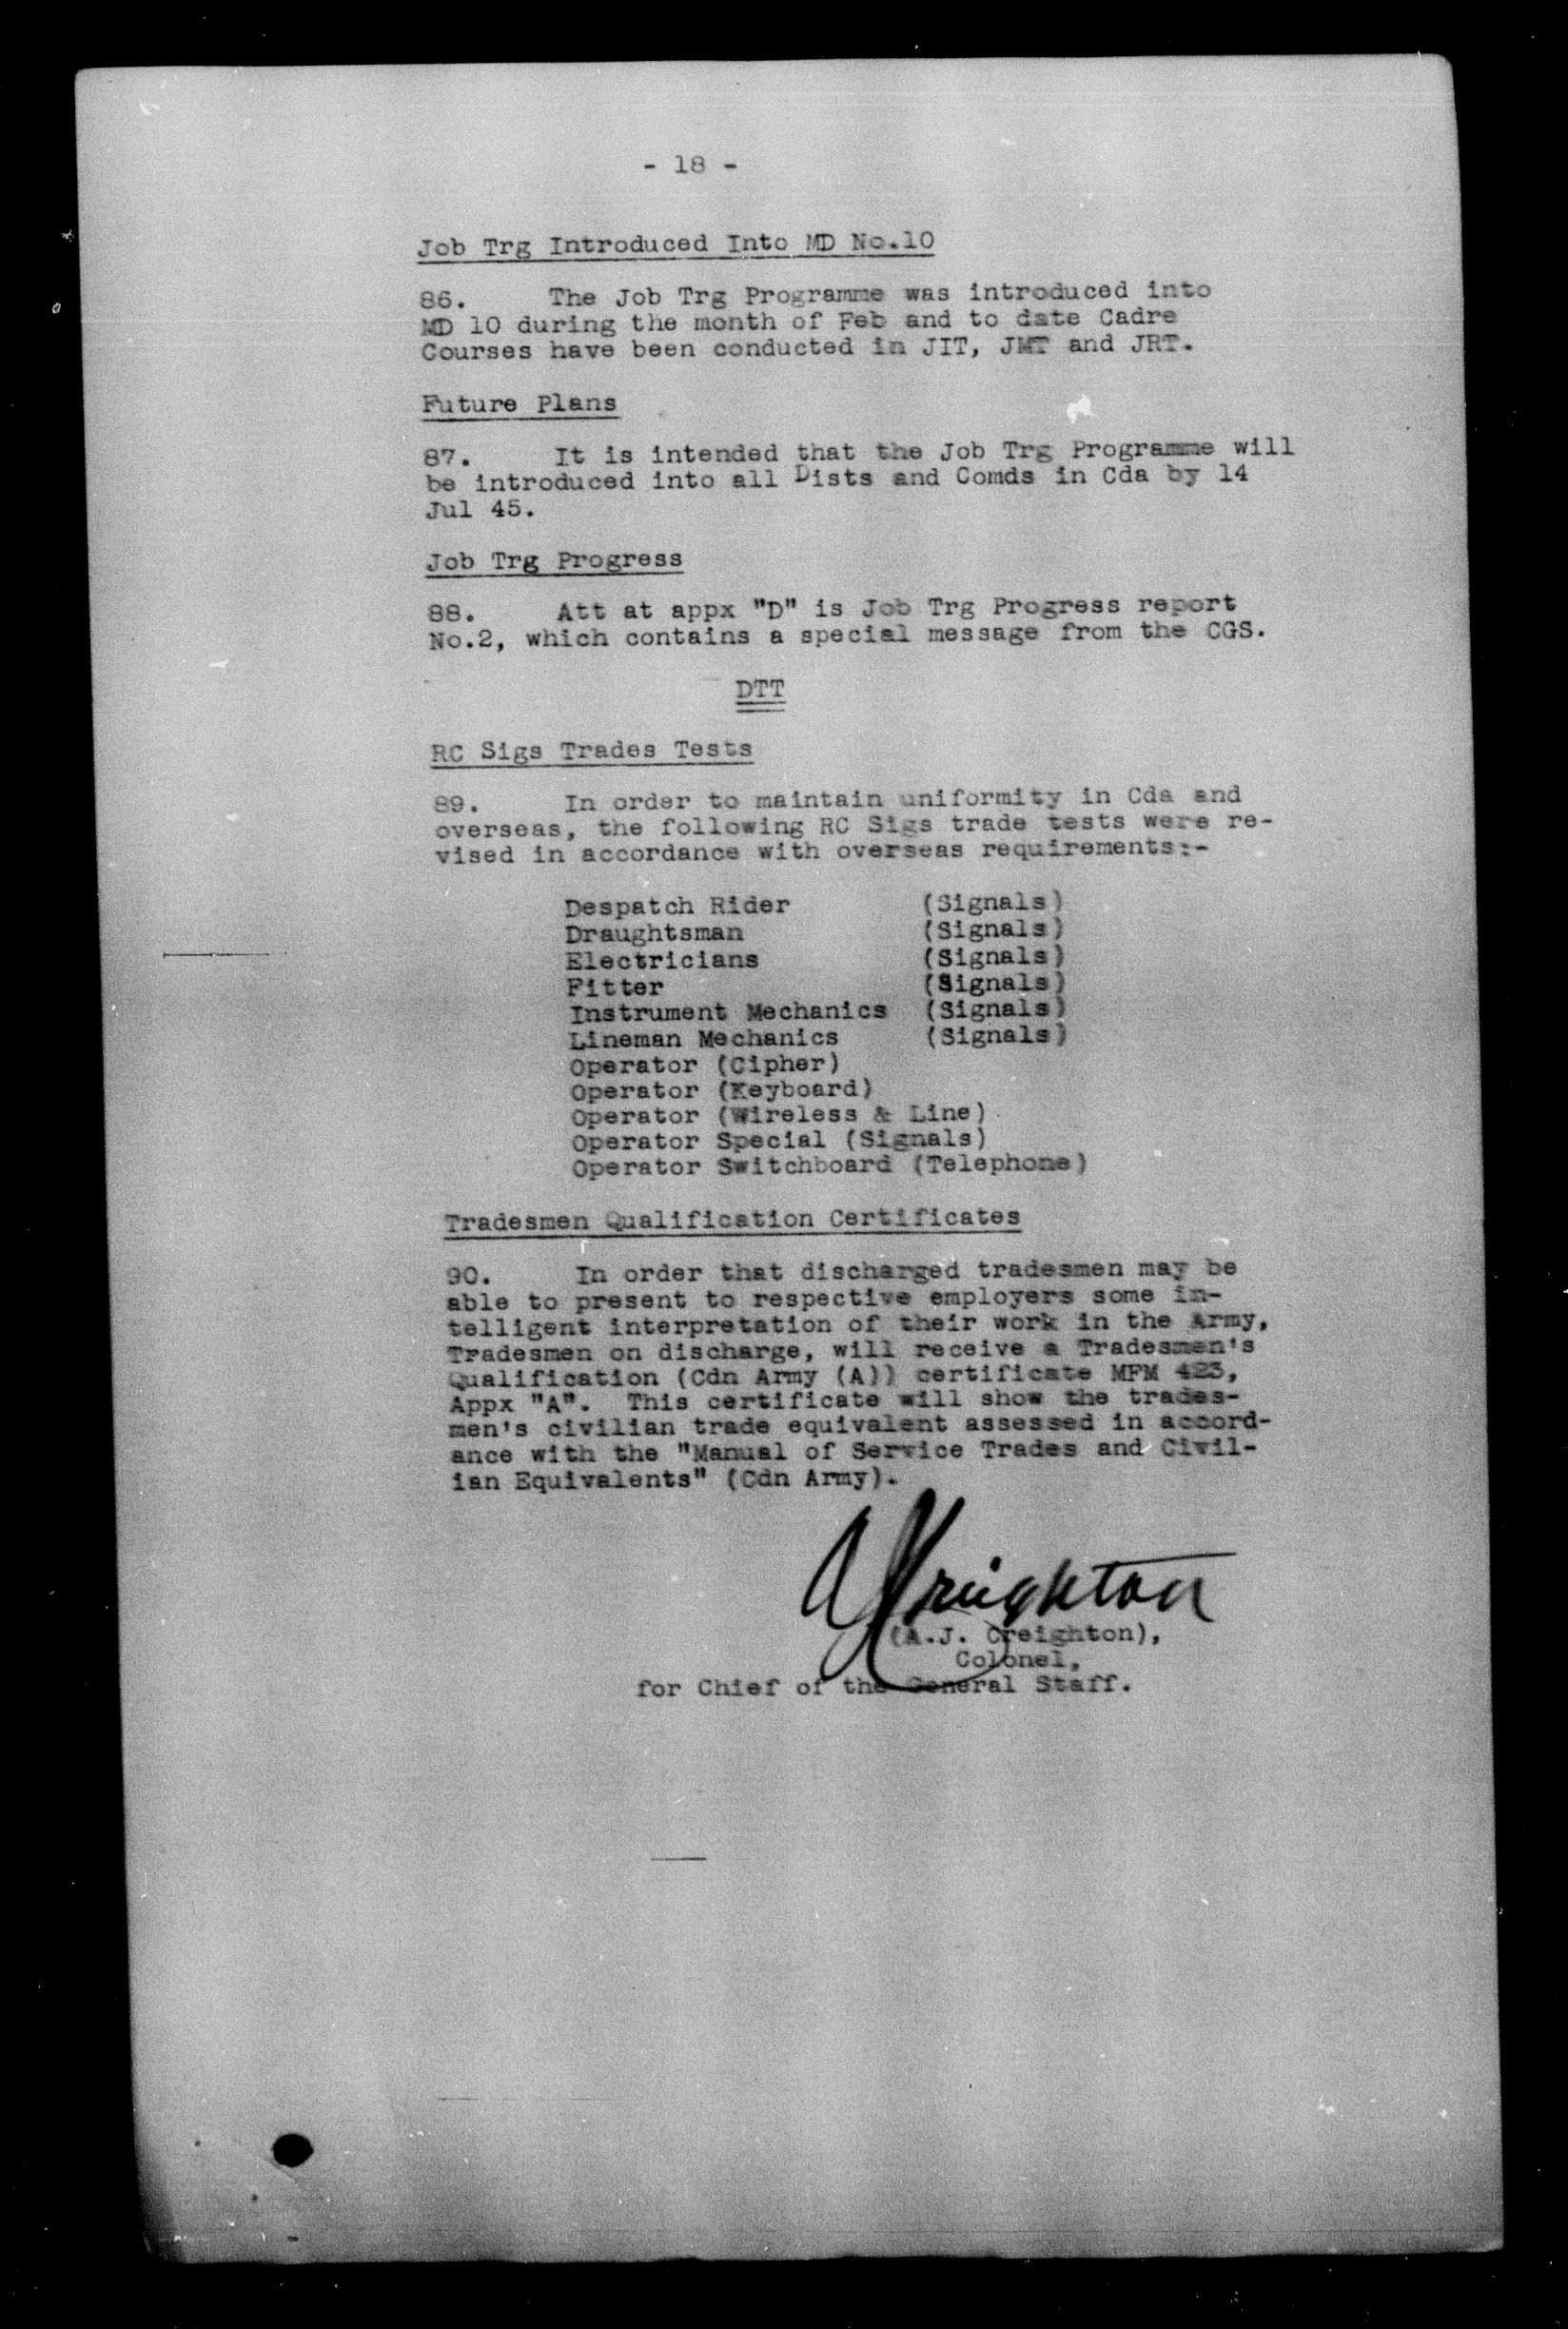 - 18 -
Job Trg Introduced Into MD No.10
86. The Job Trg Programme was introduced into
MD 10 during the month of Feb and to date Cadre
Courses have been conducted in JIT, JMT and JRT.
Future Plans
87. It is intended that the Job Trg Programme will
be introduced into all Dists and Comds in Cda by 14
Jul 45.
Job Trg Progress
88. Att at appx "D" is Job Trg Progress report
No.2, which contains a special message from the CGS.
DTT
RC Sigs Trades Tests
89. In order to maintain uniformity in Cda and
overseas, the following RC Sigs trade tests were re-
vised in accordance with overseas requirements:-
Despatch Rider (Signals)
Draughtsman (Signals)
Electricians (Signals)
Fitter (Signals)
Instrument Mechanics (Signals)
Lineman Mechanics (Signals)
Operator (Cipher)
Operator (Keyboard)
Operator (Wireless & Line)
Operator Special (Signals)
Operator Switchboard (Telephone)
Tradesmen Qualification Certificates
90. In order that discharged tradesmen may be
able to present to respective employers some in-
telligent interpretation of their work in the Army,
Tradesmen on discharge, will receive a Tradesmen's
Qualification (Cdn Army (A)) certificate MFM 423,
Appx "A". This certificate will show the trades-
men's civilian trade equivalent assessed in accord-
ance with the "Manual of Service Trades and Civil-
ian Equivalents" (Cdn Army).
AJCreighton
(A.J. Creighton),
Colonel,
for Chief of the General Staff.